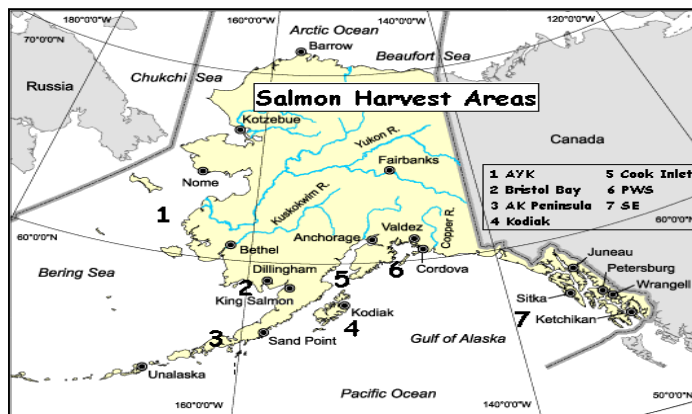 180°0'0"
160°0'0"W
Arctic Ocean
140°0'0"W
120°0'0"W
Barrow
70°0'0"N
Beaufort Sea
70°0'0"N
Russia
Chukchi Sea
Salmon Harvest Areas
Kotzebue
Yukon R.
Canada
Fairbanks
Nome
1 AYK 5 Cook Inlet
2 Bristol Bay 6 PWS
3 AK Peninsula 7 SE
4 Kodiak
Kuskokwim R.
1
60°0'0"N
Copper R.
60°0'0"
Bethel
Anchorage
Valdez
Juneau
Bering Sea
Dillingham
5
6
Cordova
Petersburg
2
Wrangell
King Salmon
Sitka
Kodiak
4
7
Ketchikan
3
Sand Point
Gulf of Alaska
Unalaska
Pacific Ocean
160°0'0"W
140°0'0"W